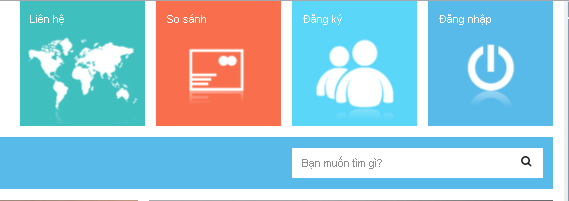 Liên hệ
So sánh
Đăng ký
Đăng nhập
Bạn muốn tìm gì?